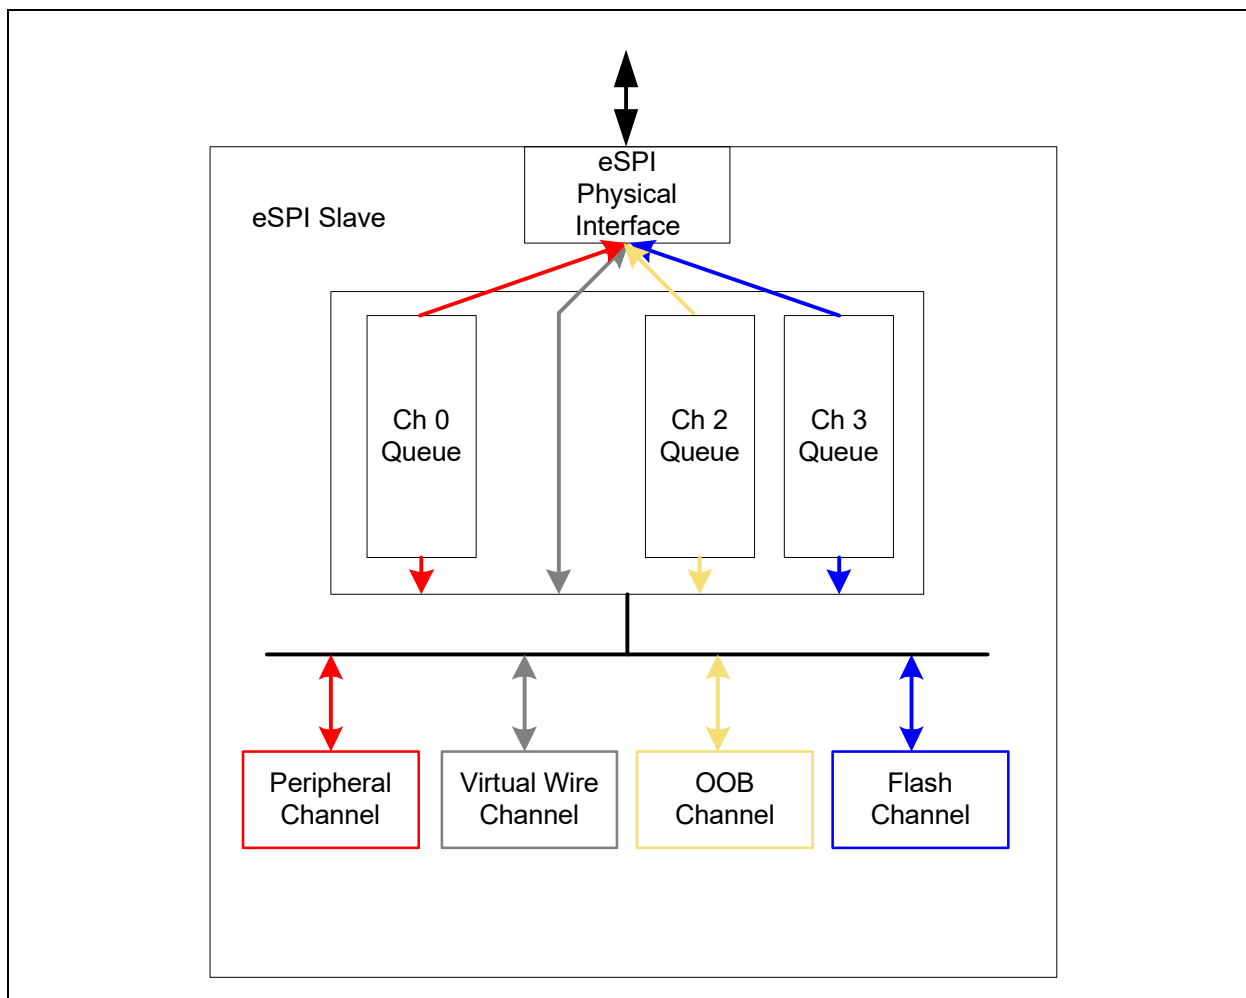 eSPI
Physical
Interface
eSPI Slave
Ch 0
Queue
Ch 2
Queue
Ch 3
Queue
Peripheral
Channel
Virtual Wire
Channel
OOB
Channel
Flash
Channel